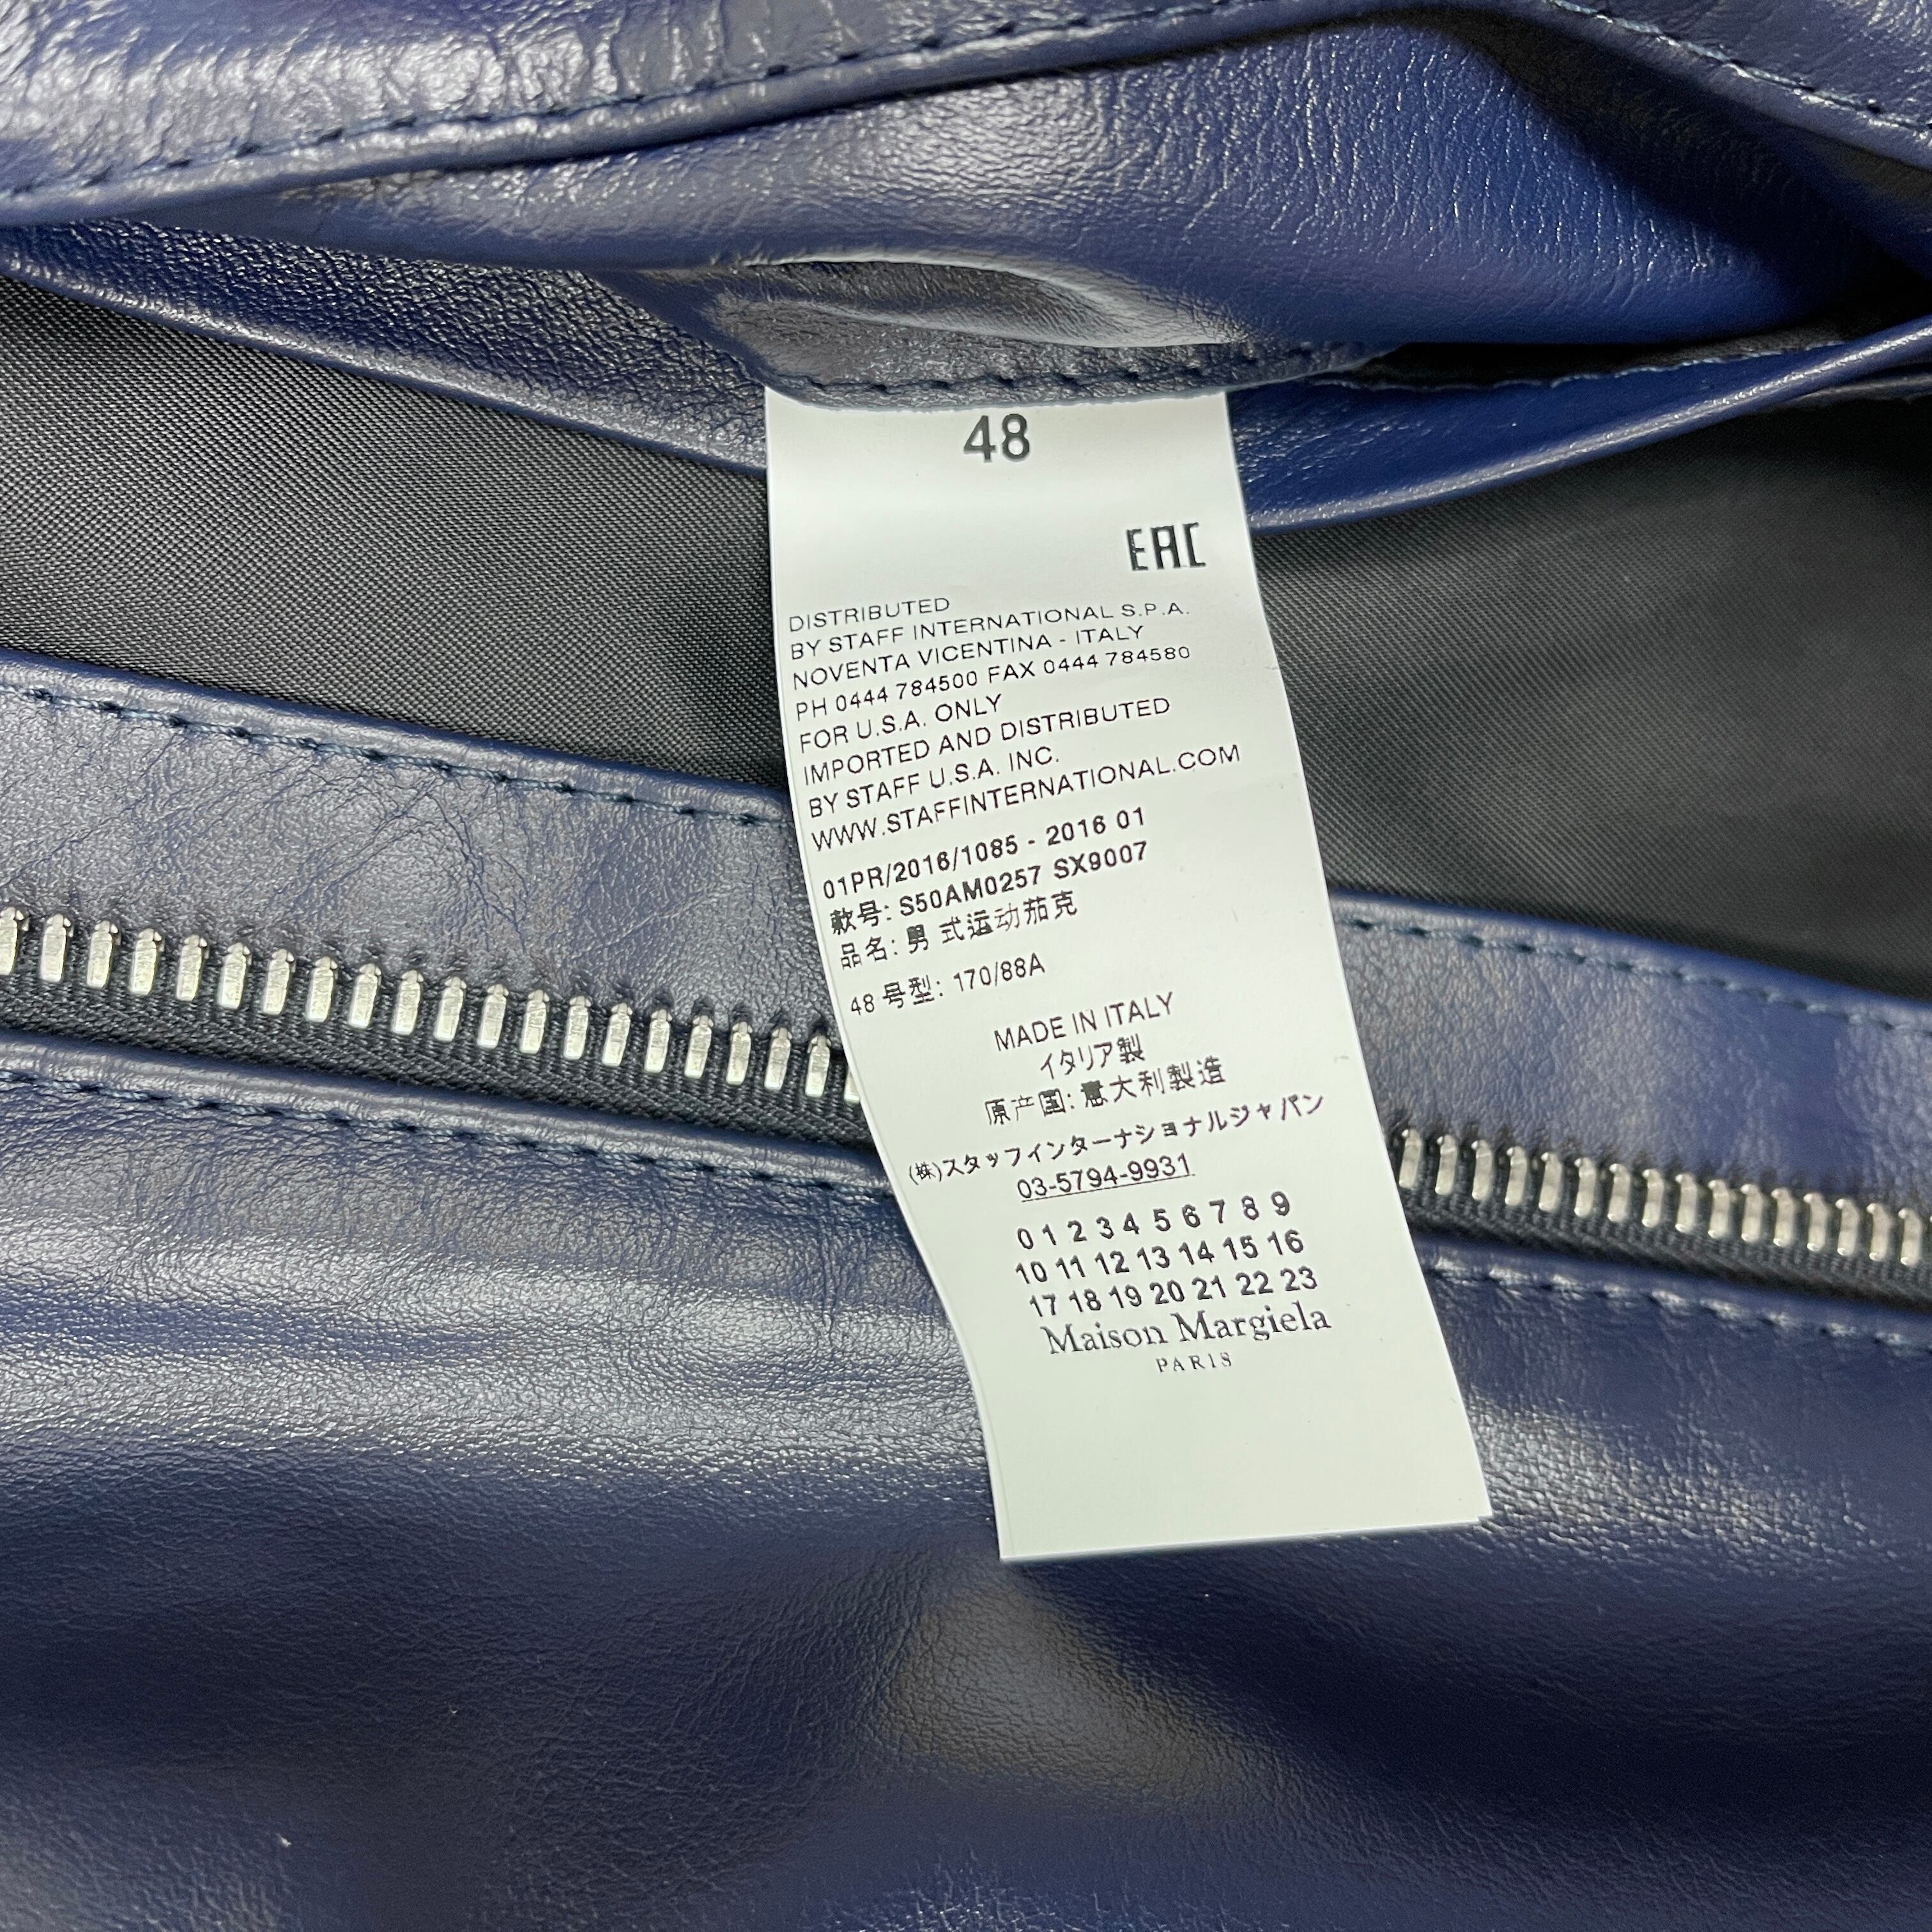 48
EAC
DISTRIBUTED
BY STAFF INTERNATIONAL S.P.A.
NOVENTA VICENTINA - ITALY
PH 0444 784500 FAX 0444 784580
FOR U.S.A. ONLY
IMPORTED AND DISTRIBUTED
BY STAFF U.S.A. INC.
WWW.STAFFINTERNATIONAL.COM
01PR/2016/1085 - 2016 01
款号: S50AM0257 SX9007
品名: 男 式运动茄克
48 号型: 170/88A
MADE IN ITALY
イタリア製
原产国: 意大利製造
(株)スタッフインターナショナルジャパン
03-5794-9931
0 1 2 3 4 5 6 7 8 9
10 11 12 13 14 15 16
17 18 19 20 21 22 23
Maison Margiela
PARIS